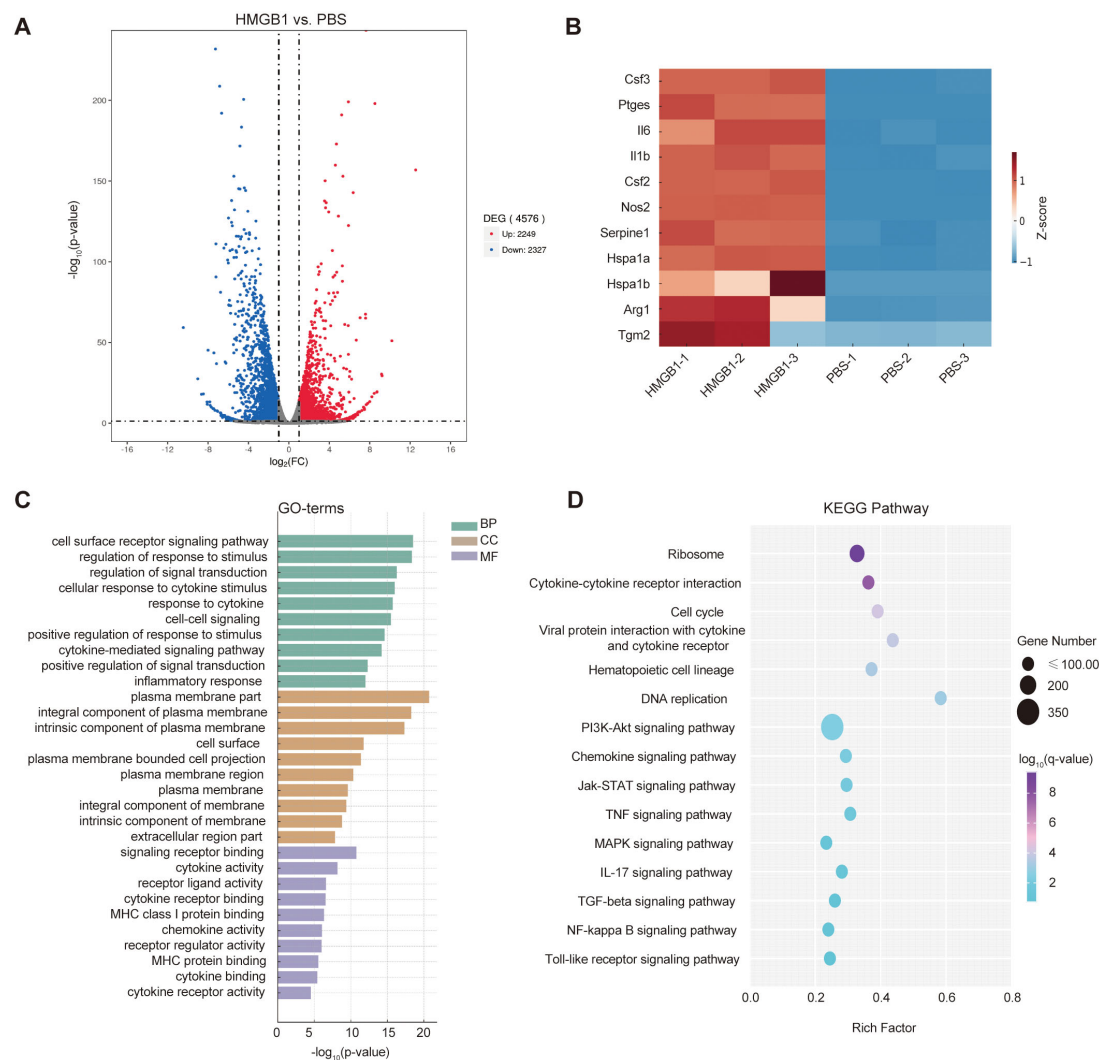 A
HMGB1 vs. PBS
-log10(p-value)
200
150
100
50
0
-16 -12 -8 -4 0 4 8 12 16
log2(FC)
DEG ( 4576 )
Up: 2249
Down: 2327
B
Csf3
Ptges
Il6
Il1b
Csf2
Nos2
Serpine1
Hspa1a
Hspa1b
Arg1
Tgm2
HMGB1-1
HMGB1-2
HMGB1-3
PBS-1
PBS-2
PBS-3
1
0
−1
Z-score
C
GO-terms
BP
CC
MF
cell surface receptor signaling pathway
regulation of response to stimulus
regulation of signal transduction
cellular response to cytokine stimulus
response to cytokine
cell-cell signaling
positive regulation of response to stimulus
cytokine-mediated signaling pathway
positive regulation of signal transduction
inflammatory response
plasma membrane part
integral component of plasma membrane
intrinsic component of plasma membrane
cell surface
plasma membrane bounded cell projection
plasma membrane region
plasma membrane
integral component of membrane
intrinsic component of membrane
extracellular region part
signaling receptor binding
cytokine activity
receptor ligand activity
cytokine receptor binding
MHC class I protein binding
chemokine activity
receptor regulator activity
MHC protein binding
cytokine binding
cytokine receptor activity
0 5 10 15 20
-log10(p-value)
D
KEGG Pathway
Ribosome
Cytokine-cytokine receptor interaction
Cell cycle
Viral protein interaction with cytokine
and cytokine receptor
Hematopoietic cell lineage
DNA replication
PI3K-Akt signaling pathway
Chemokine signaling pathway
Jak-STAT signaling pathway
TNF signaling pathway
MAPK signaling pathway
IL-17 signaling pathway
TGF-beta signaling pathway
NF-kappa B signaling pathway
Toll-like receptor signaling pathway
0.0 0.2 0.4 0.6 0.8
Rich Factor
Gene Number
⩽100.00
200
350
log10(q-value)
8
6
4
2